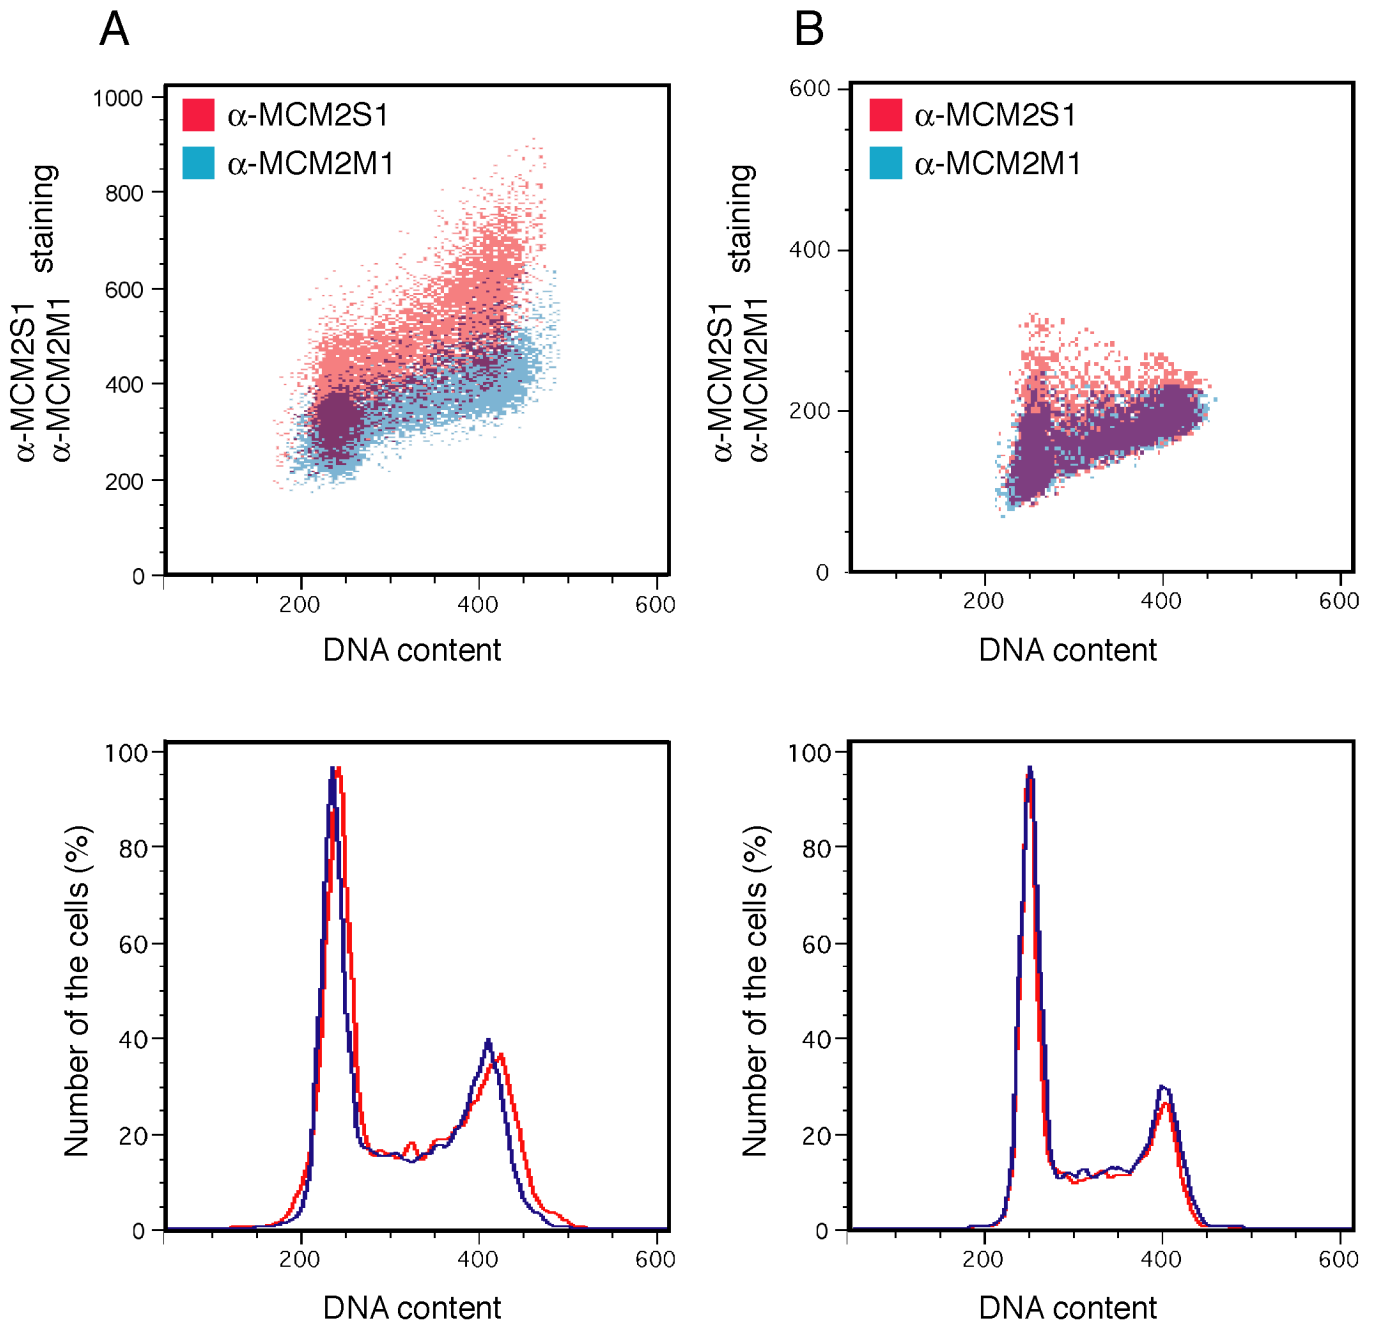 A
α-MCM2S1
α-MCM2M1
α-MCM2S1
α-MCM2M1
staining
1000
800
600
400
200
0
200
400
600
DNA content
B
α-MCM2S1
α-MCM2M1
α-MCM2S1
α-MCM2M1
staining
600
400
200
0
200
400
600
DNA content
Number of the cells (%)
100
80
60
40
20
0
200
400
600
DNA content
Number of the cells (%)
100
80
60
40
20
0
200
400
600
DNA content